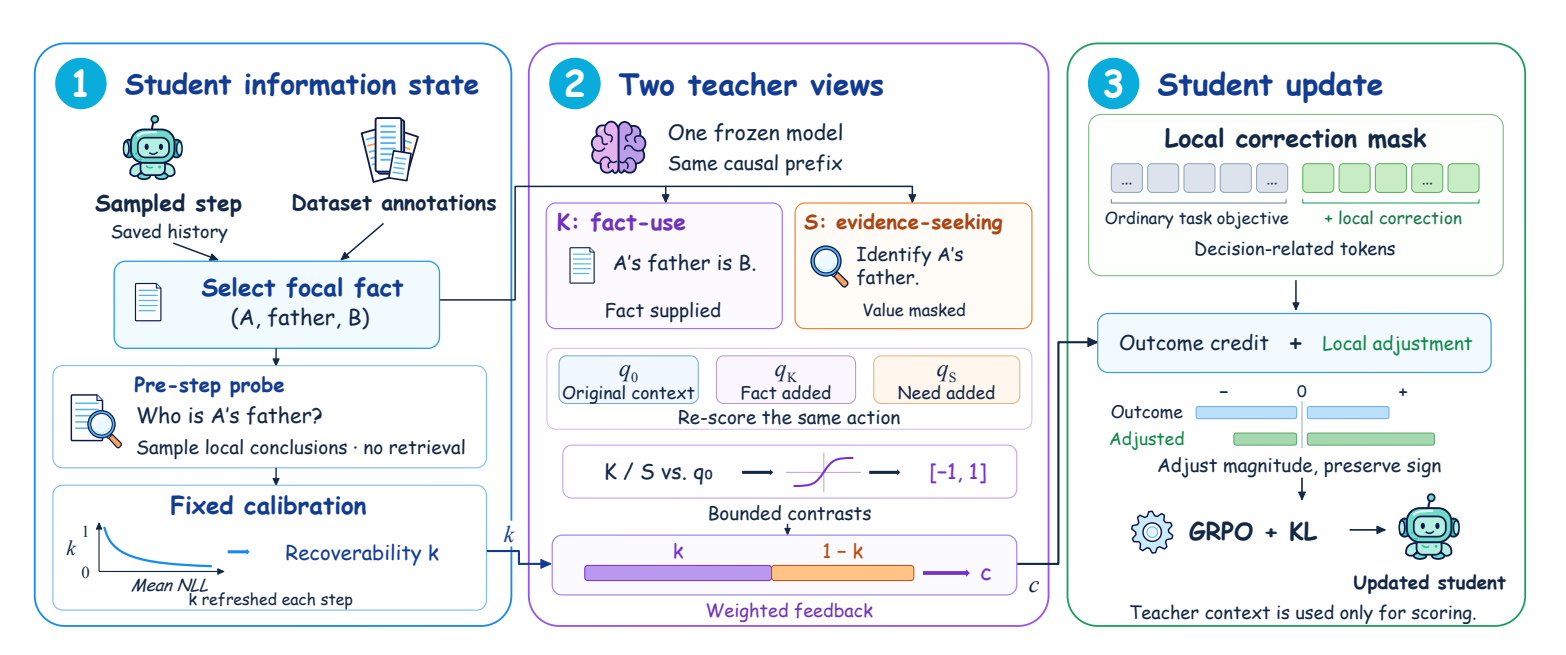 1 Student information state
Sampled step
Saved history
Dataset annotations
Select focal fact
(A, father, B)
Pre-step probe
Who is A's father?
Sample local conclusions · no retrieval
Fixed calibration
1
k
0
Mean NLL
Recoverability k
k refreshed each step
k
2 Two teacher views
One frozen model
Same causal prefix
K: fact-use
A's father is B.
Fact supplied
S: evidence-seeking
Identify A's
father.
Value masked
q0
Original context
qK
Fact added
qS
Need added
Re-score the same action
K / S vs. q₀
[−1, 1]
Bounded contrasts
k
1 − k
c
Weighted feedback
c
3 Student update
Local correction mask
... ... ...
Ordinary task objective
+ local correction
Decision-related tokens
Outcome credit + Local adjustment
− 0 +
Outcome
Adjusted
Adjust magnitude, preserve sign
GRPO + KL
Updated student
Teacher context is used only for scoring.